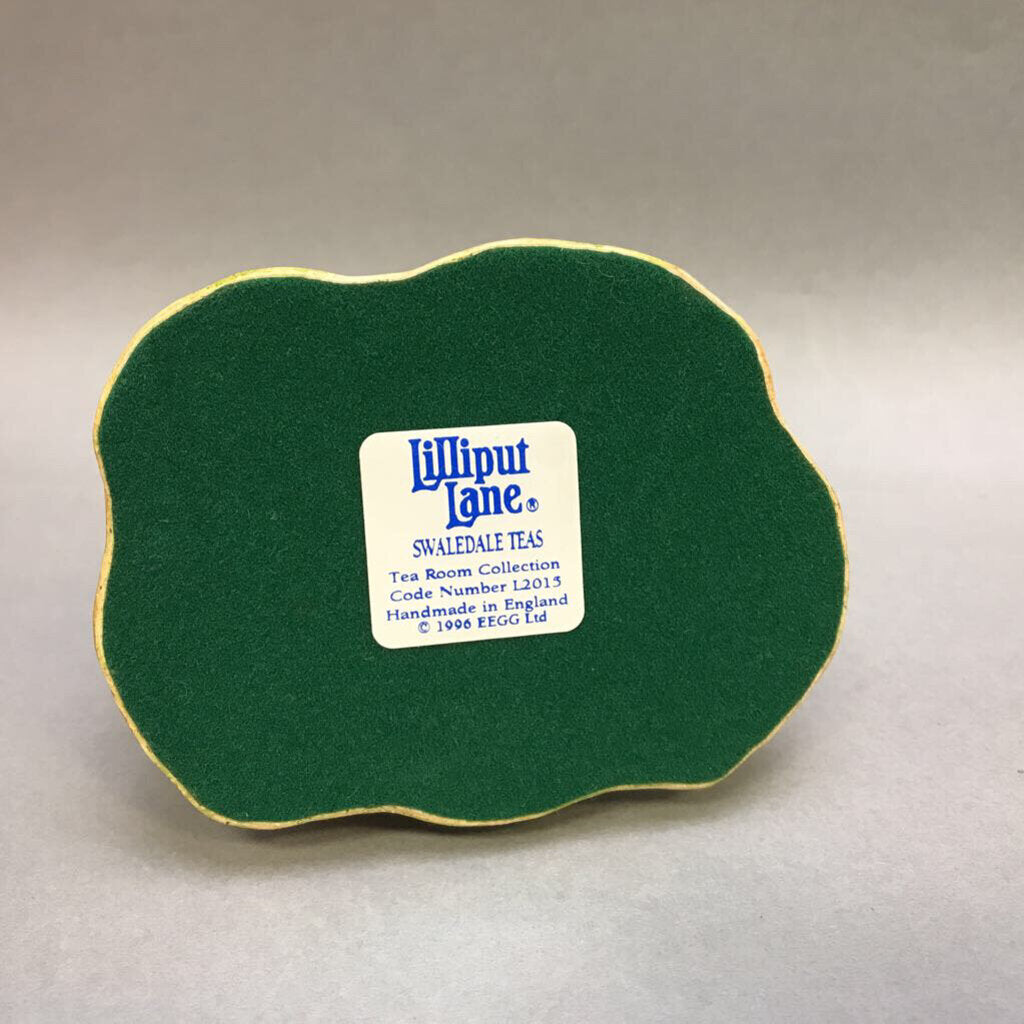 Lilliput
Lane®
SWALEDALE TEAS
Tea Room Collection
Code Number L2015
Handmade in England
© 1996 EEGG Ltd